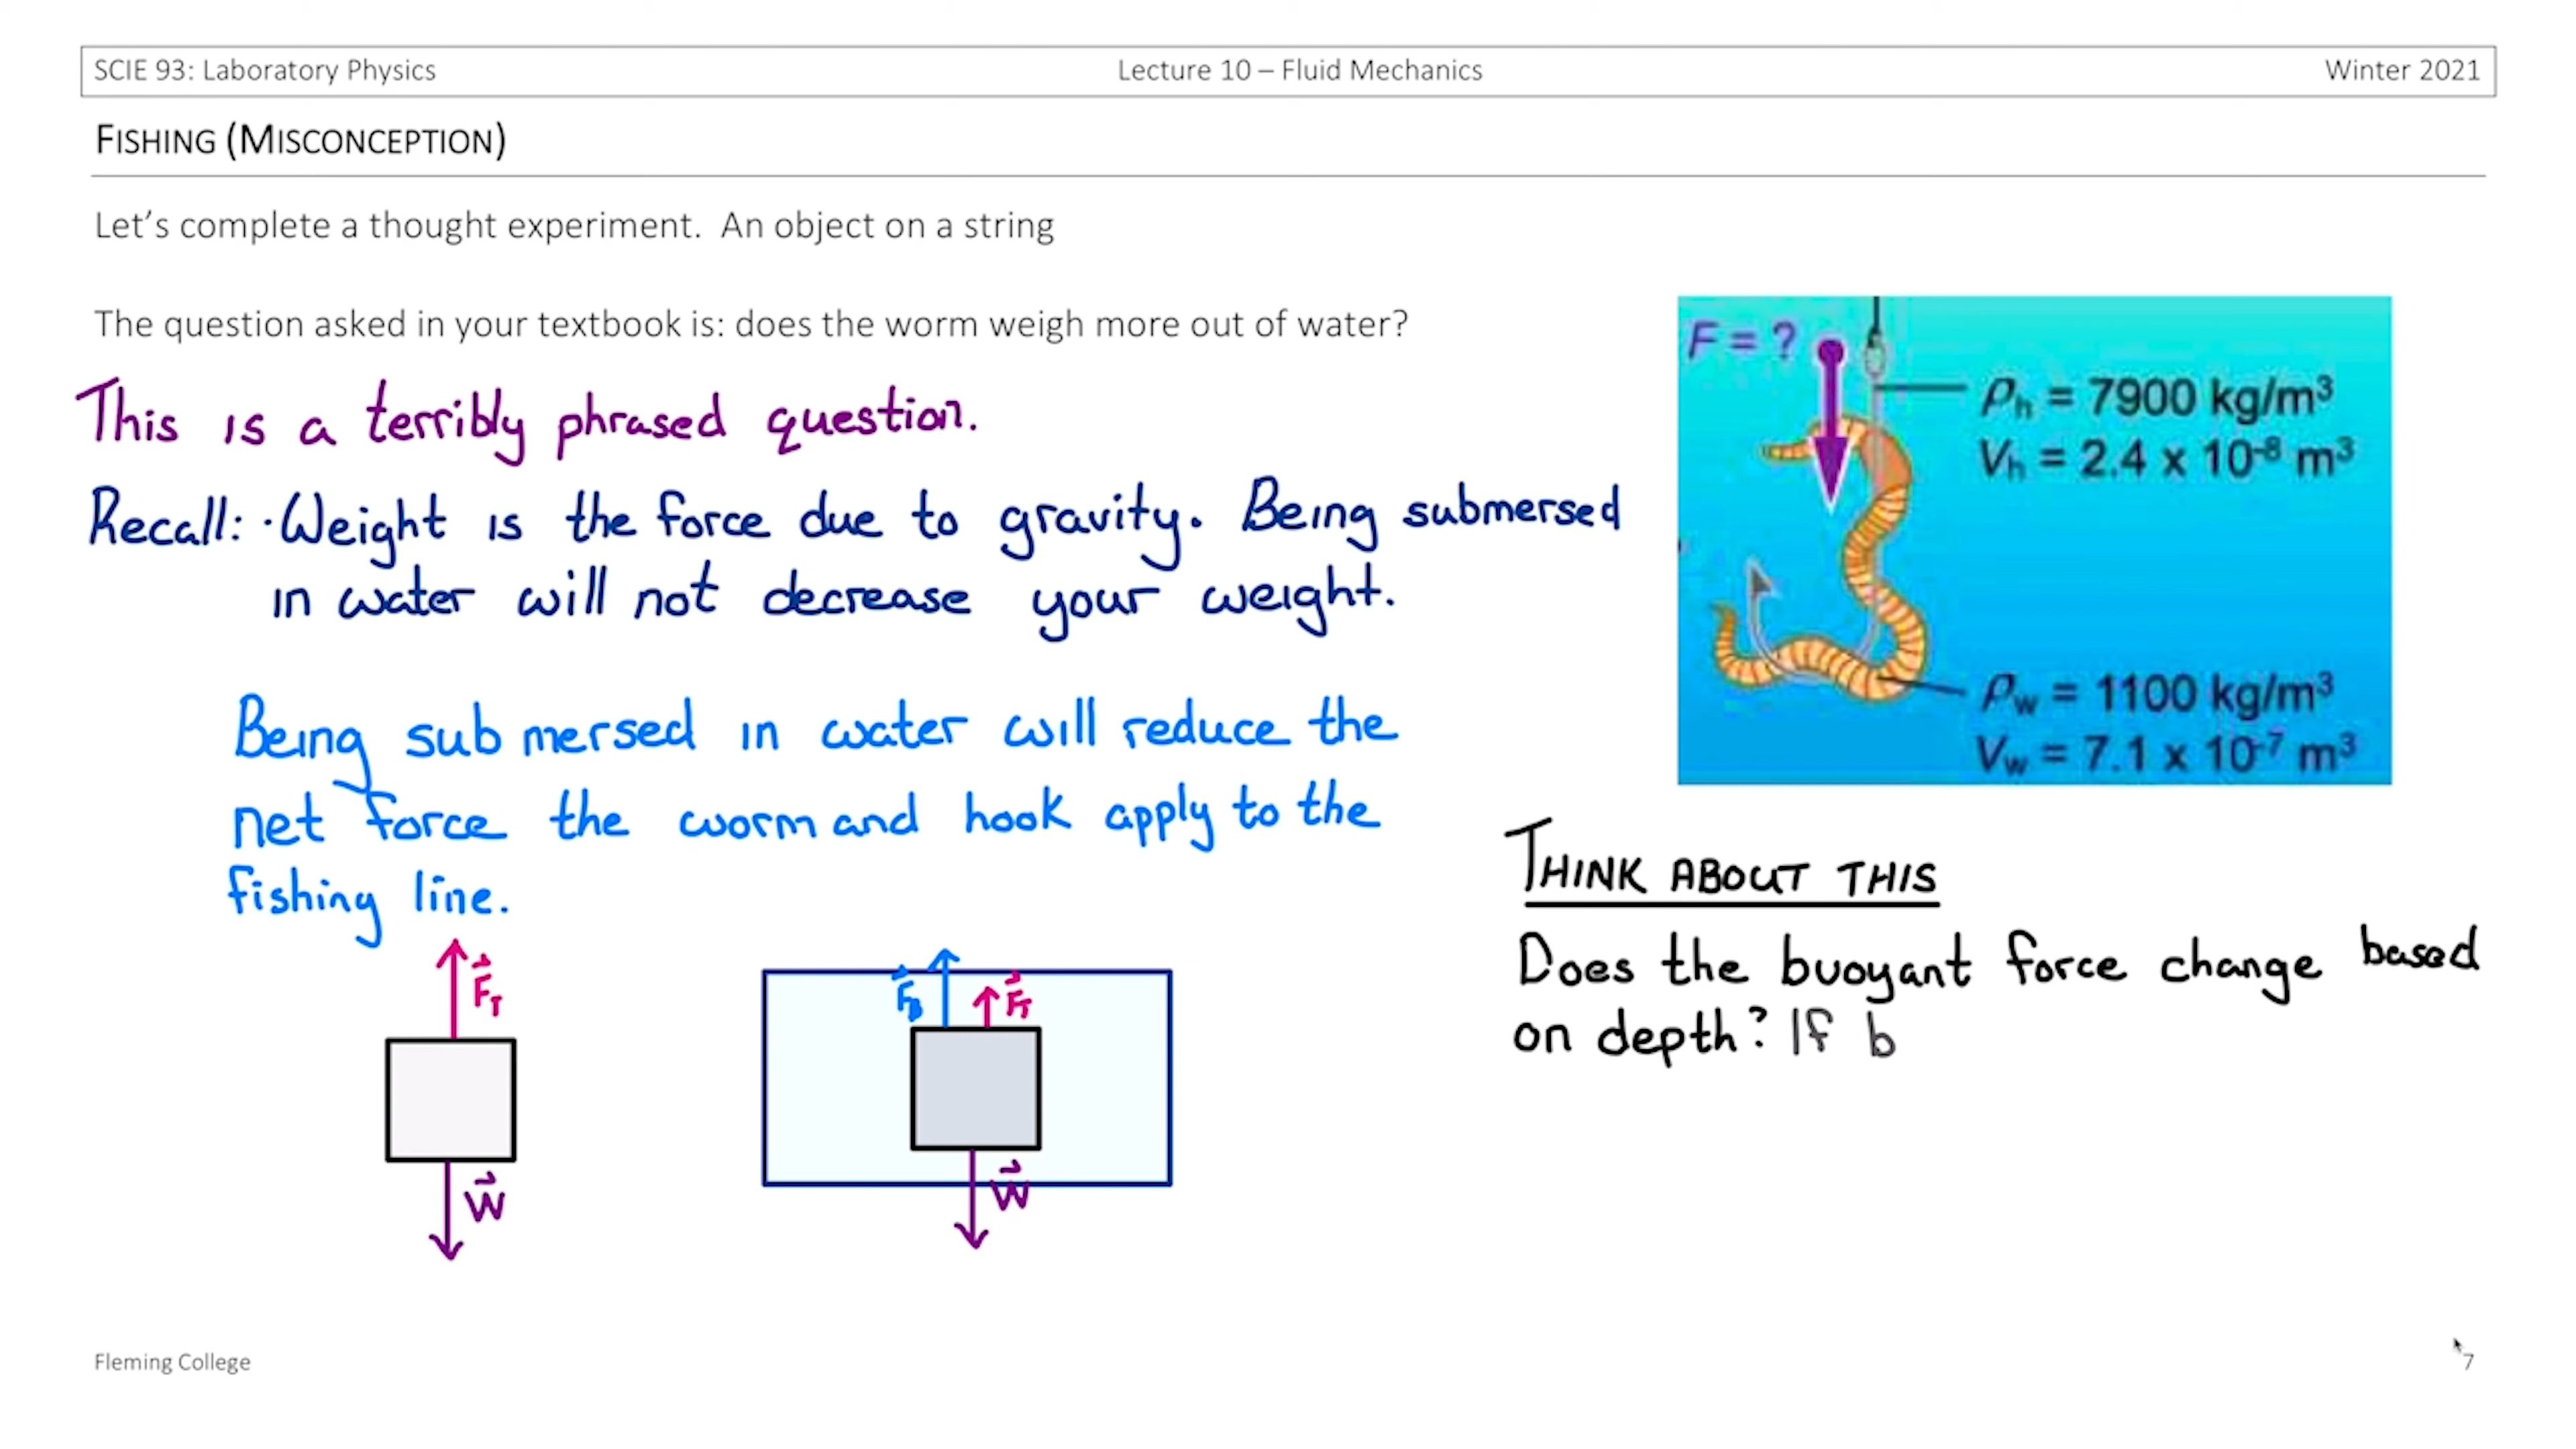 SCIE 93: Laboratory Physics
Lecture 10 – Fluid Mechanics
Winter 2021
FISHING (MISCONCEPTION)
Let's complete a thought experiment.  An object on a string
The question asked in your textbook is: does the worm weigh more out of water?
This is a terribly phrased question.
Recall: · Weight is the force due to gravity. Being submersed
in water will not decrease your weight.
Being submersed in water will reduce the
net force the worm and hook apply to the
fishing line.
F = ?
ρh = 7900 kg/m³
Vh = 2.4 x 10⁻⁸ m³
ρw = 1100 kg/m³
Vw = 7.1 x 10⁻⁷ m³
THINK ABOUT THIS
Does the buoyant force change based
on depth? If b
F⃗T
W⃗
F⃗B
F⃗T
W⃗
Fleming College
7